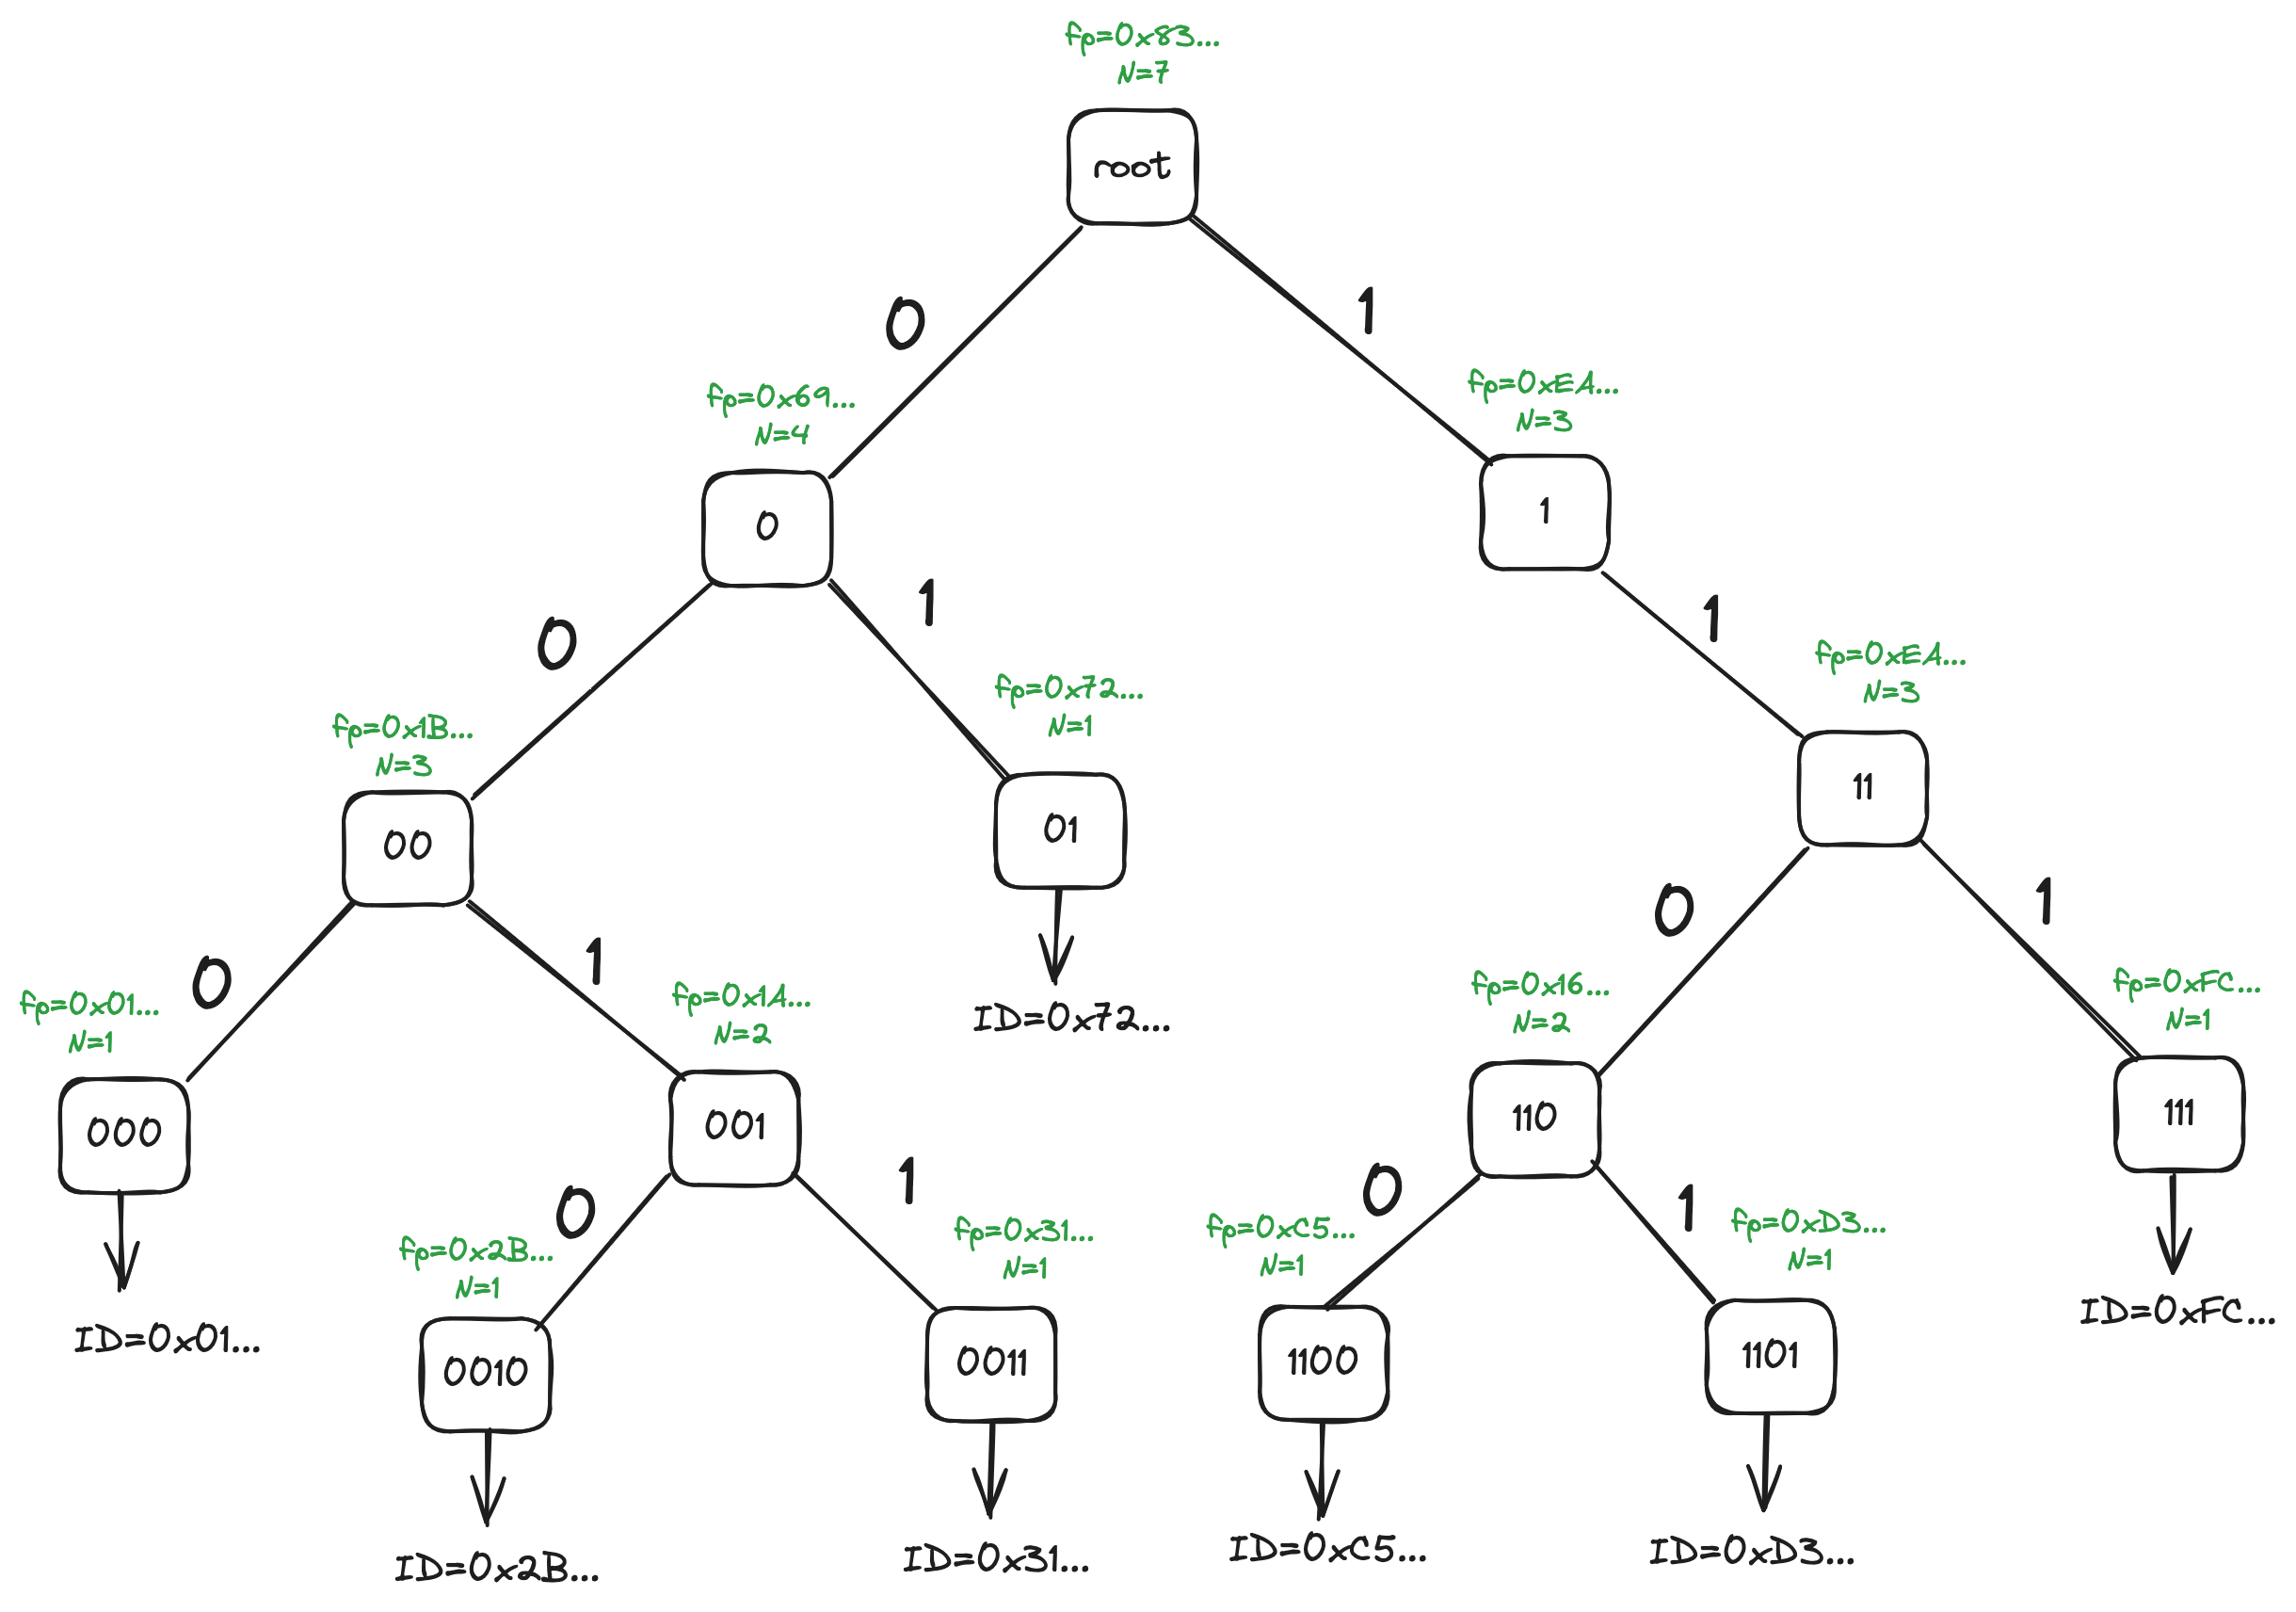 fp=0x83...
N=7
root
0
1
fp=0x69...
N=4
fp=0xEA...
N=3
0
1
0
1
1
fp=0x1B...
N=3
fp=0x72...
N=1
fp=0xEA...
N=3
00
01
11
0
1
0
1
fp=0x01...
N=1
fp=0x1A...
N=2
ID=0x72...
fp=0x16...
N=2
fp=0xFC...
N=1
000
001
110
111
0
1
0
1
fp=0x2B...
N=1
fp=0x31...
N=1
fp=0xC5...
N=1
fp=0xD3...
N=1
ID=0x01...
0010
0011
1100
1101
ID=0xFC...
ID=0x2B...
ID=0x31...
ID=0xC5...
ID=0xD3...